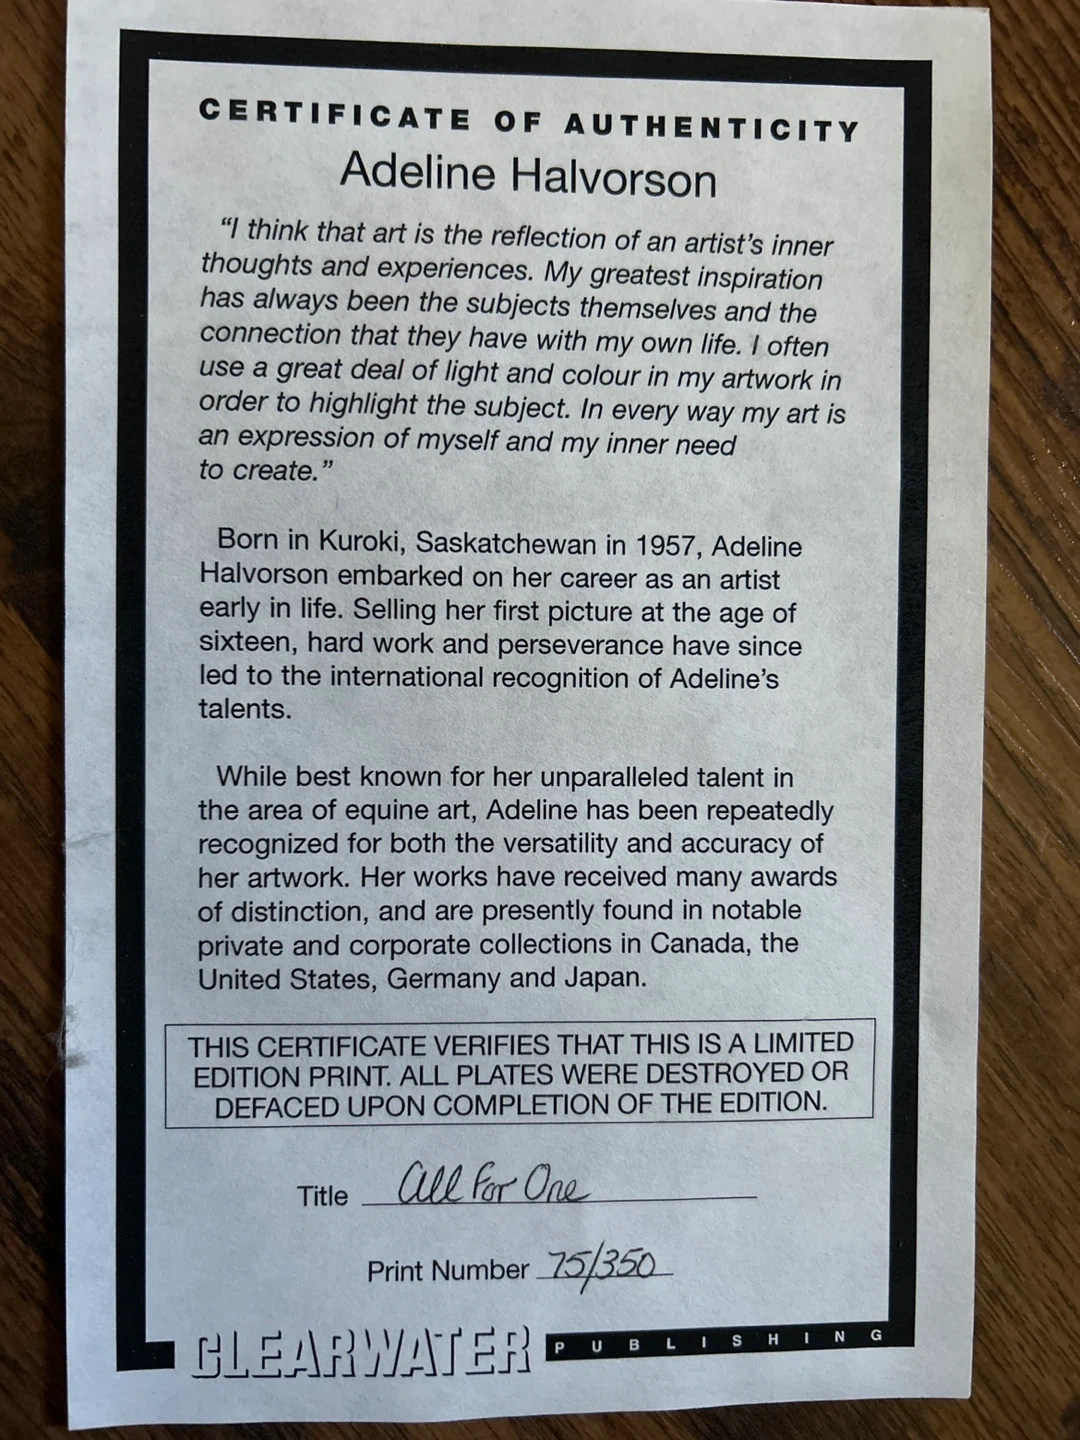 CERTIFICATE OF AUTHENTICITY
Adeline Halvorson
“I think that art is the reflection of an artist’s inner
thoughts and experiences. My greatest inspiration
has always been the subjects themselves and the
connection that they have with my own life. I often
use a great deal of light and colour in my artwork in
order to highlight the subject. In every way my art is
an expression of myself and my inner need
to create.”
Born in Kuroki, Saskatchewan in 1957, Adeline
Halvorson embarked on her career as an artist
early in life. Selling her first picture at the age of
sixteen, hard work and perseverance have since
led to the international recognition of Adeline’s
talents.
While best known for her unparalleled talent in
the area of equine art, Adeline has been repeatedly
recognized for both the versatility and accuracy of
her artwork. Her works have received many awards
of distinction, and are presently found in notable
private and corporate collections in Canada, the
United States, Germany and Japan.
THIS CERTIFICATE VERIFIES THAT THIS IS A LIMITED
EDITION PRINT. ALL PLATES WERE DESTROYED OR
DEFACED UPON COMPLETION OF THE EDITION.
Title All For One
Print Number 75/350
CLEARWATER PUBLISHING